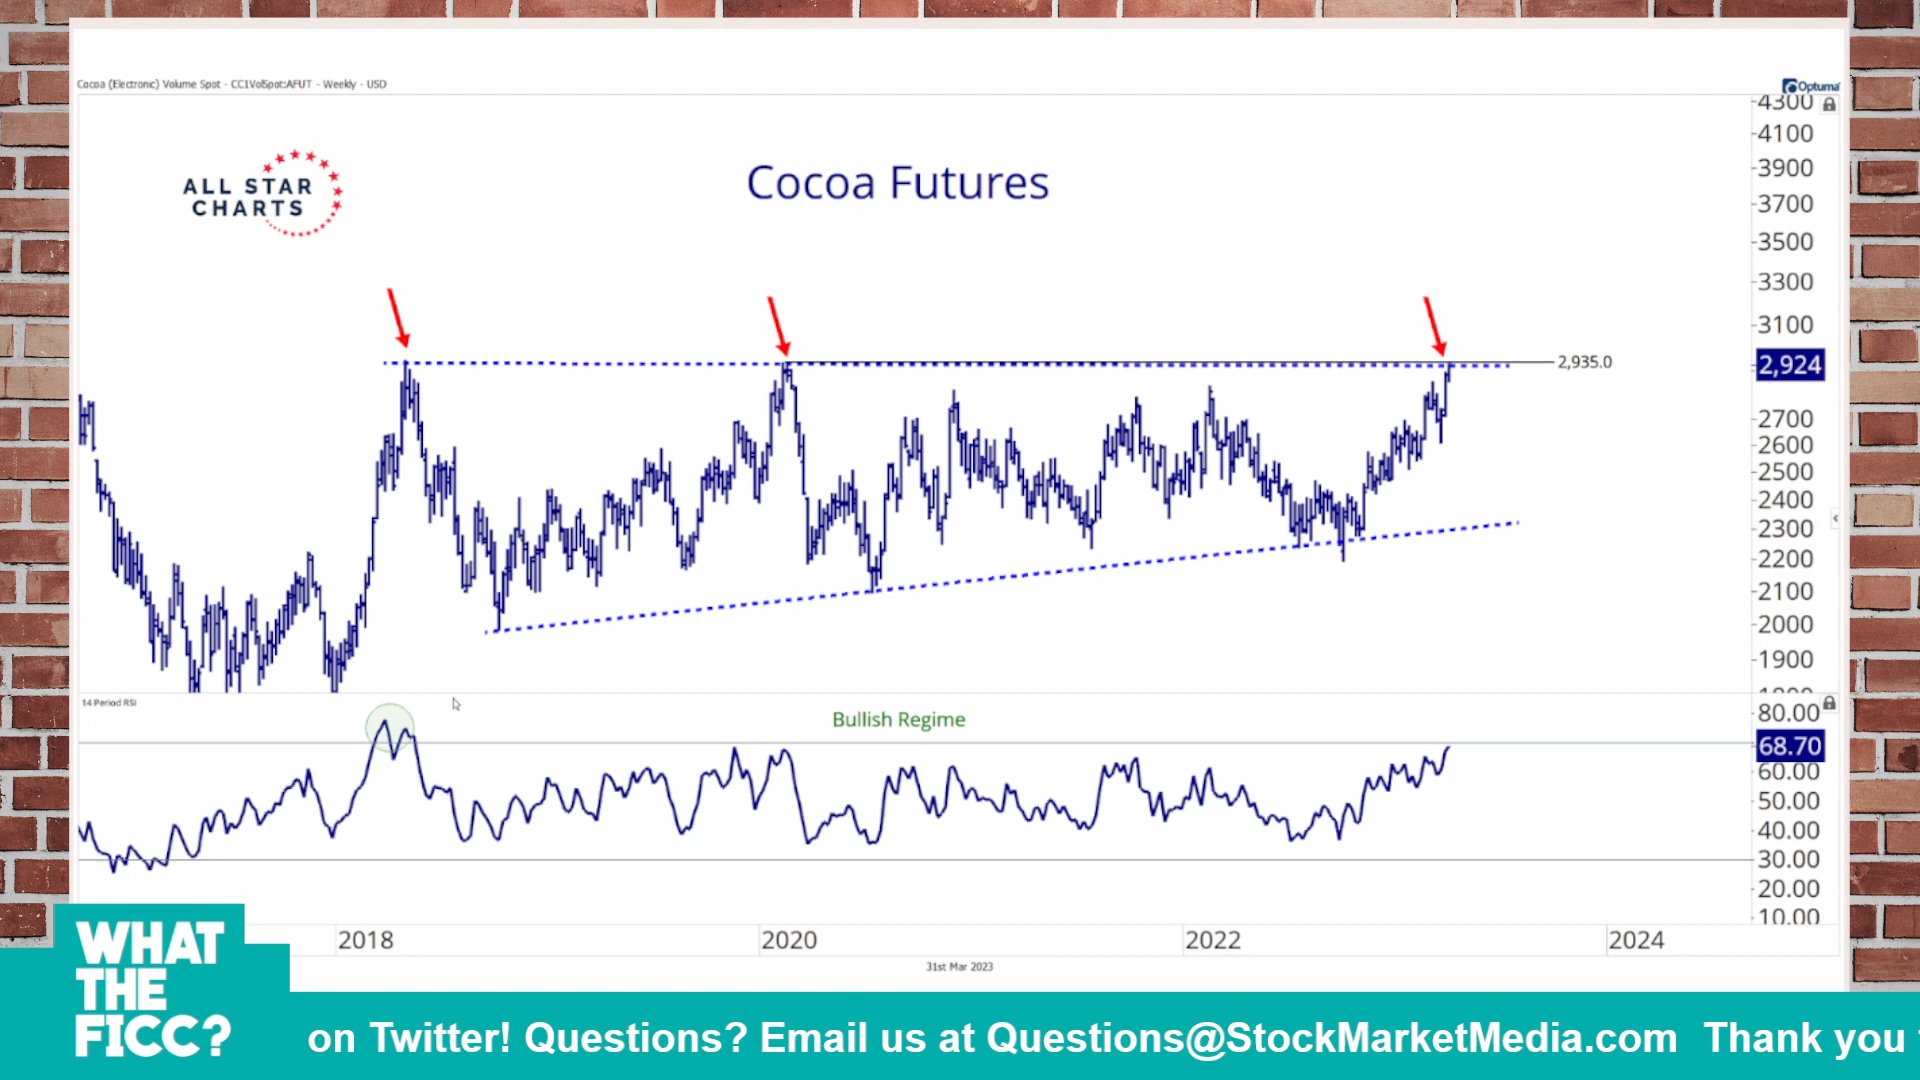 Cocoa (Electronic) Volume Spot - CC1VolSpot:AFUT - Weekly - USD
Optuma
ALL STAR
CHARTS
Cocoa Futures
4300
4100
3900
3700
3500
3300
3100
2,935.0
2,924
2700
2600
2500
2400
2300
2200
2100
2000
1900
1800
14 Period RSI
Bullish Regime
80.00
68.70
60.00
50.00
40.00
30.00
20.00
10.00
2018
2020
2022
2024
31st Mar 2023
WHAT
THE
FICC?
on Twitter! Questions? Email us at Questions@StockMarketMedia.com Thank you